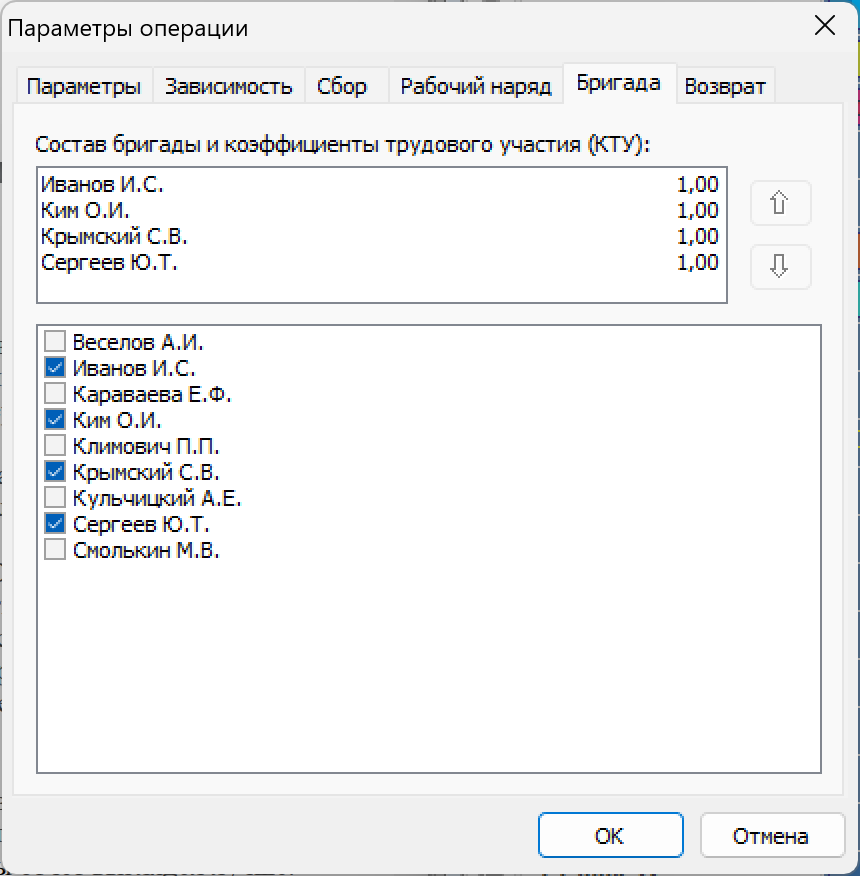 Параметры операции
Параметры Зависимость Сбор Рабочий наряд Бригада Возврат
Состав бригады и коэффициенты трудового участия (КТУ):
Иванов И.С. 1,00
Ким О.И. 1,00
Крымский С.В. 1,00
Сергеев Ю.Т. 1,00
Веселов А.И.
Иванов И.С.
Караваева Е.Ф.
Ким О.И.
Климович П.П.
Крымский С.В.
Кульчицкий А.Е.
Сергеев Ю.Т.
Смолькин М.В.
ОК Отмена